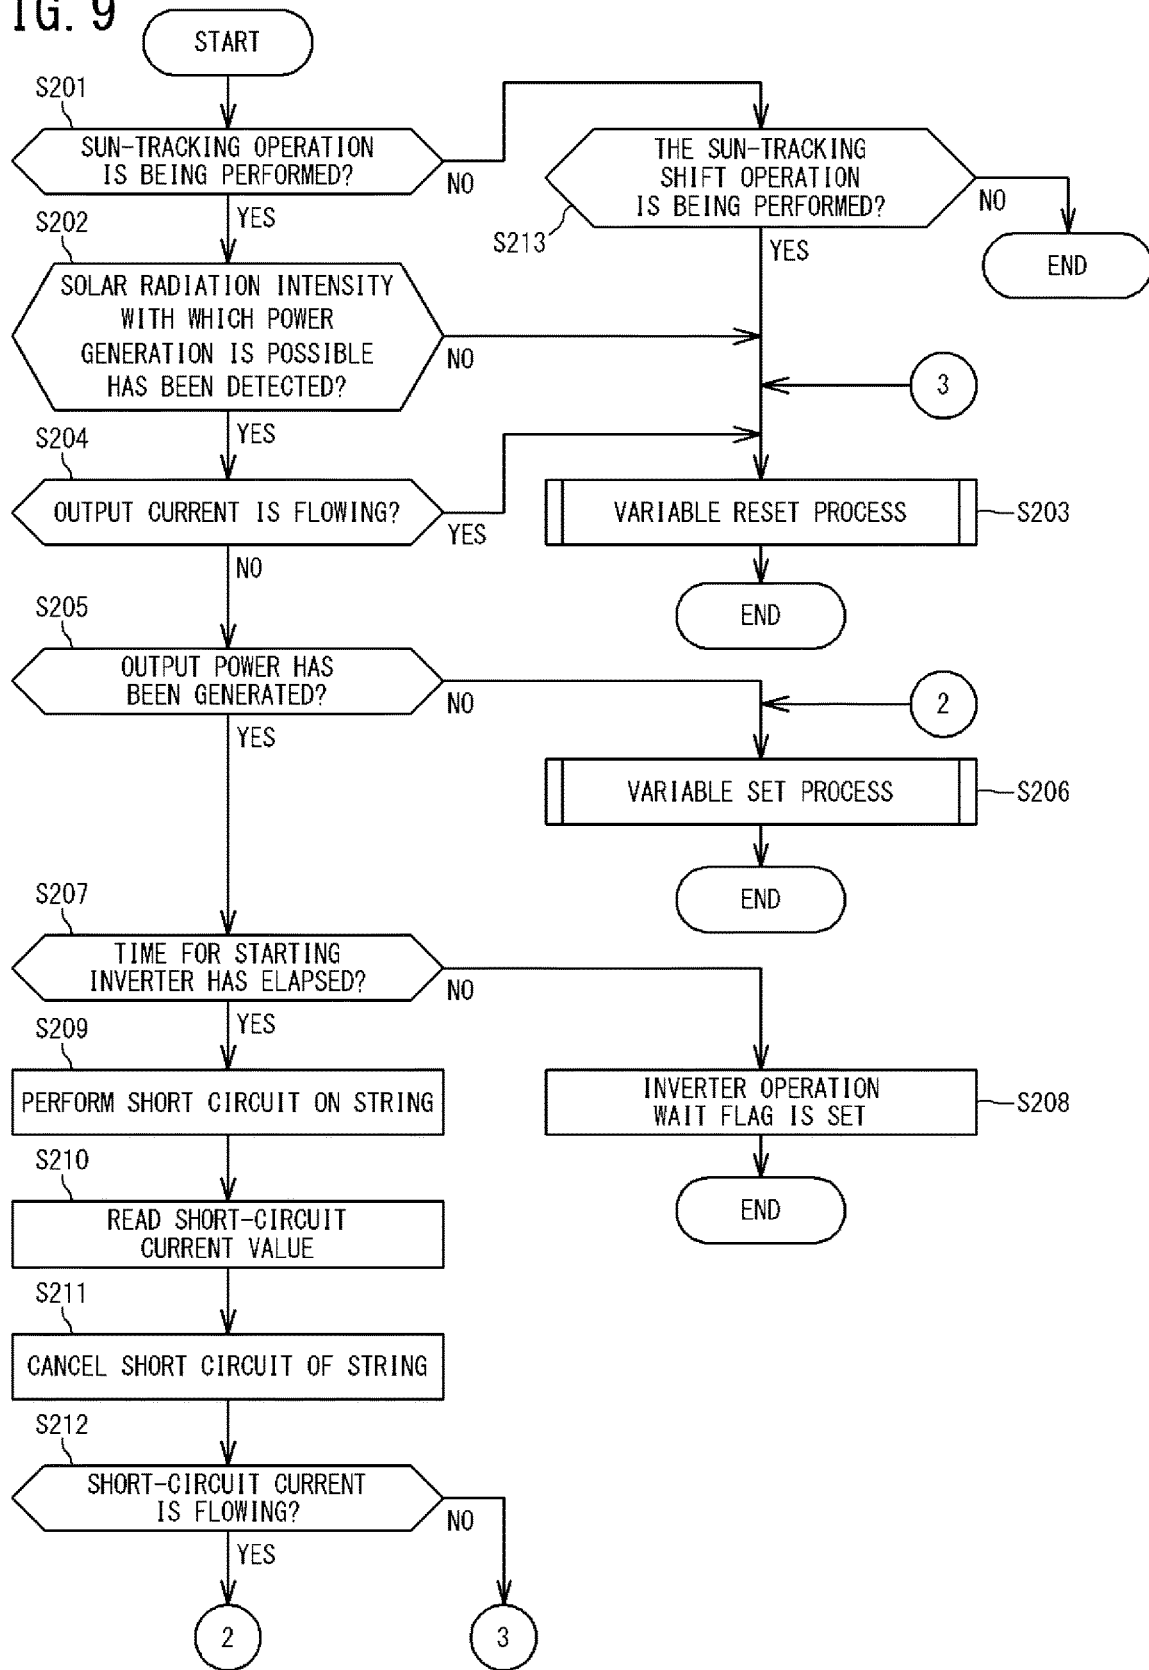 IG. 9
START
S201
SUN-TRACKING OPERATION
IS BEING PERFORMED?
NO
YES
THE SUN-TRACKING
SHIFT OPERATION
IS BEING PERFORMED?
S213
NO
YES
END
S202
SOLAR RADIATION INTENSITY
WITH WHICH POWER
GENERATION IS POSSIBLE
HAS BEEN DETECTED?
NO
YES
3
S204
OUTPUT CURRENT IS FLOWING?
YES
NO
VARIABLE RESET PROCESS
S203
END
S205
OUTPUT POWER HAS
BEEN GENERATED?
NO
YES
2
VARIABLE SET PROCESS
S206
END
S207
TIME FOR STARTING
INVERTER HAS ELAPSED?
NO
YES
S209
PERFORM SHORT CIRCUIT ON STRING
INVERTER OPERATION
WAIT FLAG IS SET
S208
END
S210
READ SHORT-CIRCUIT
CURRENT VALUE
S211
CANCEL SHORT CIRCUIT OF STRING
S212
SHORT-CIRCUIT CURRENT
IS FLOWING?
NO
YES
2
3